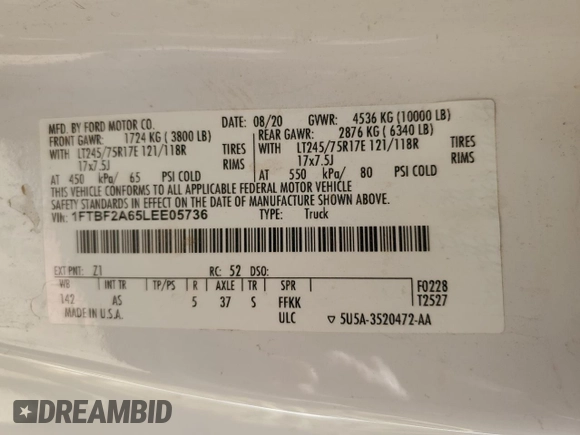 MFD. BY FORD MOTOR CO. DATE: 08/20 GVWR: 4536 KG (10000 LB)
FRONT GAWR: 1724 KG ( 3800 LB) REAR GAWR: 2876 KG ( 6340 LB)
WITH LT245/75R17E 121/118R TIRES WITH LT245/75R17E 121/118R TIRES
17x7.5J RIMS 17x7.5J RIMS
AT 450 kPa/ 65 PSI COLD AT 550 kPa/ 80 PSI COLD
THIS VEHICLE CONFORMS TO ALL APPLICABLE FEDERAL MOTOR VEHICLE
SAFETY STANDARDS IN EFFECT ON THE DATE OF MANUFACTURE SHOWN ABOVE.
VIN: 1FTBF2A65LEE05736 TYPE: Truck
EXT PNT: Z1 RC: 52 DSO:
WB INT TR TP/PS R AXLE TR SPR F0228
142 AS 5 37 S FFKK T2527
MADE IN U.S.A. ULC ▽ 5U5A-3520472-AA
DREAMBID